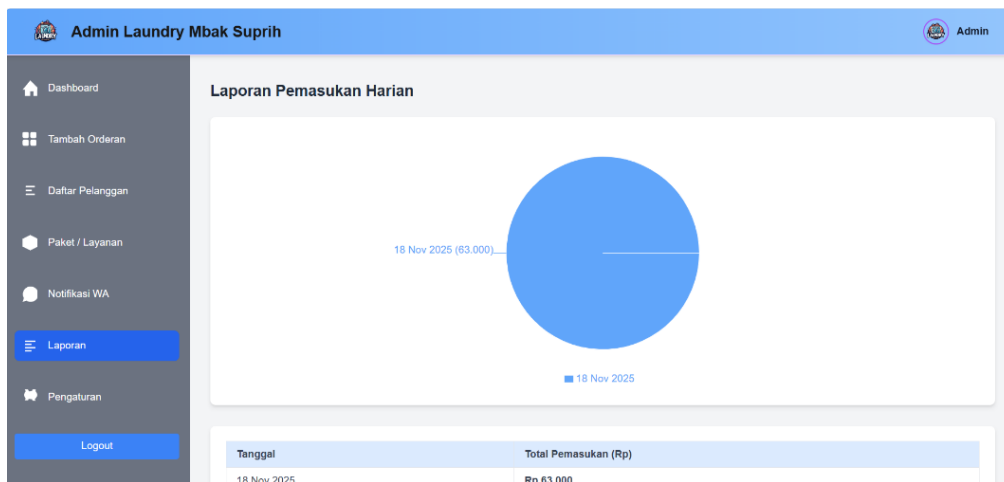 Admin Laundry Mbak Suprih
Admin
Dashboard
Tambah Orderan
Daftar Pelanggan
Paket / Layanan
Notifikasi WA
Laporan
Pengaturan
Logout
Laporan Pemasukan Harian
18 Nov 2025 (63.000)
18 Nov 2025
Tanggal Total Pemasukan (Rp)
18 Nov 2025 Rp 63.000